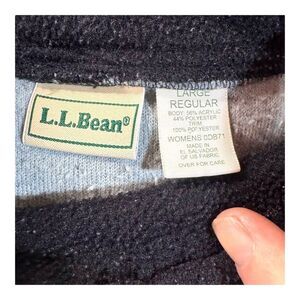 L.L.Bean®
LARGE
REGULAR
BODY: 56% ACRYLIC
44% POLYESTER
TRIM
100% POLYESTER
WOMENS 0DB71
MADE IN
EL SALVADOR
OF US FABRIC
OVER FOR CARE